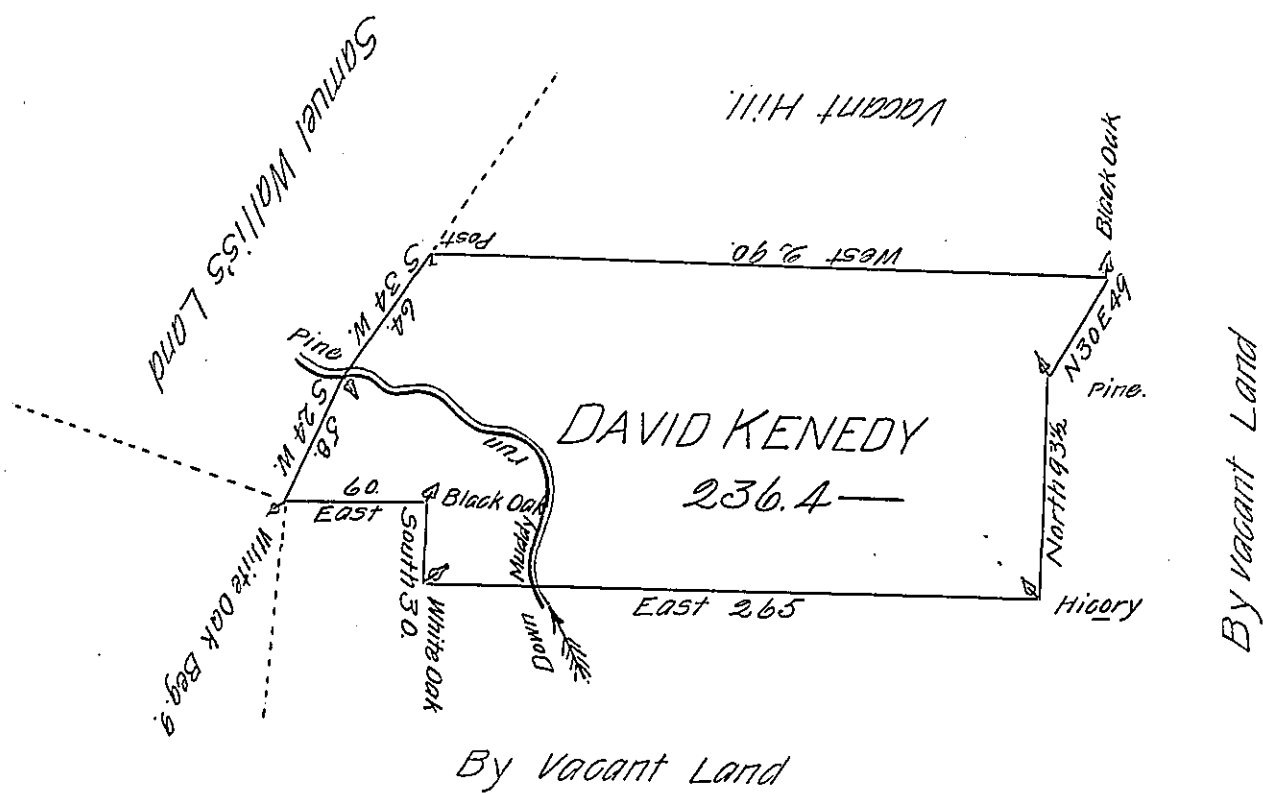 Samuel Wallis's Land
Vacant Hill.
Black Oak
Post.
West 290.
S 34 W. 64.
N30E49
Pine.
Pine
S 24 W. 58.
run
DAVID KENEDY
236.4—
North 93½
By vacant Land
60.
East
Black Oak
South 30.
Muddy
White Oak Beg.g
White Oak
East 265
Hicory
Down
By Vacant Land